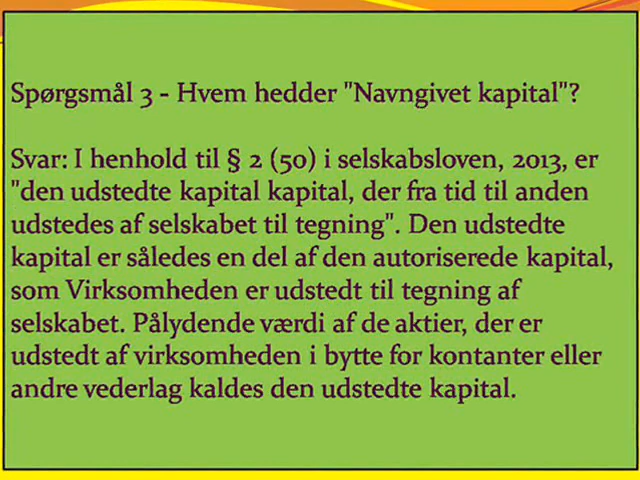 Spørgsmål 3 - Hvem hedder "Navngivet kapital"?
Svar: I henhold til § 2 (50) i selskabsloven, 2013, er
"den udstedte kapital kapital, der fra tid til anden
udstedes af selskabet til tegning". Den udstedte
kapital er således en del af den autoriserede kapital,
som Virksomheden er udstedt til tegning af
selskabet. Pålydende værdi af de aktier, der er
udstedt af virksomheden i bytte for kontanter eller
andre vederlag kaldes den udstedte kapital.